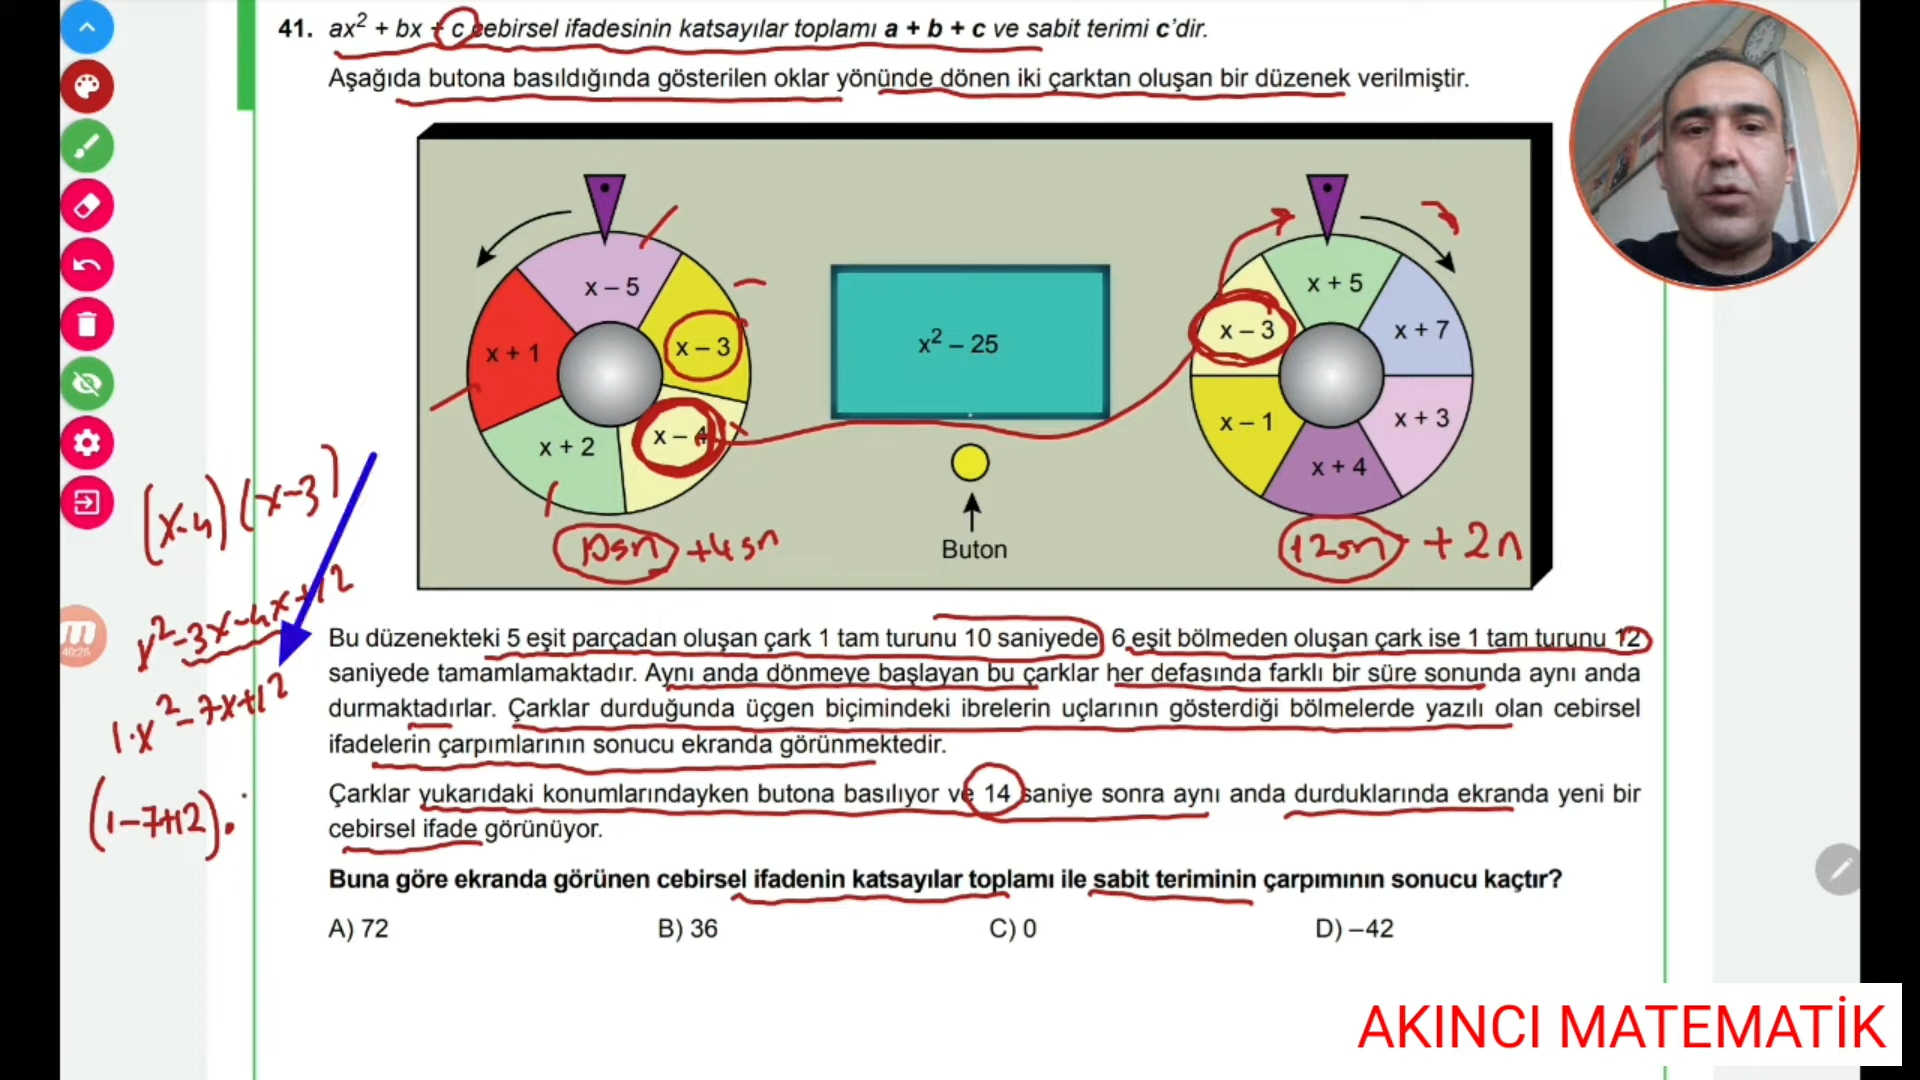 41. ax² + bx + c cebirsel ifadesinin katsayılar toplamı a + b + c ve sabit terimi c'dir.
Aşağıda butona basıldığında gösterilen oklar yönünde dönen iki çarktan oluşan bir düzenek verilmiştir.
x – 5
x – 3
x – 4
x + 2
x + 1
x² – 25
Buton
x + 5
x + 7
x + 3
x + 4
x – 1
x – 3
10sn + 4sn
12sn + 2n
(x-4)(x-3)
x²-3x-4x+12
1.x²-7x+12
(1-7+12).
Bu düzenekteki 5 eşit parçadan oluşan çark 1 tam turunu 10 saniyede, 6 eşit bölmeden oluşan çark ise 1 tam turunu 12
saniyede tamamlamaktadır. Aynı anda dönmeye başlayan bu çarklar her defasında farklı bir süre sonunda aynı anda
durmaktadırlar. Çarklar durduğunda üçgen biçimindeki ibrelerin uçlarının gösterdiği bölmelerde yazılı olan cebirsel
ifadelerin çarpımlarının sonucu ekranda görünmektedir.
Çarklar yukarıdaki konumlarındayken butona basılıyor ve 14 saniye sonra aynı anda durduklarında ekranda yeni bir
cebirsel ifade görünüyor.
Buna göre ekranda görünen cebirsel ifadenin katsayılar toplamı ile sabit teriminin çarpımının sonucu kaçtır?
A) 72 B) 36 C) 0 D) –42
AKINCI MATEMATİK